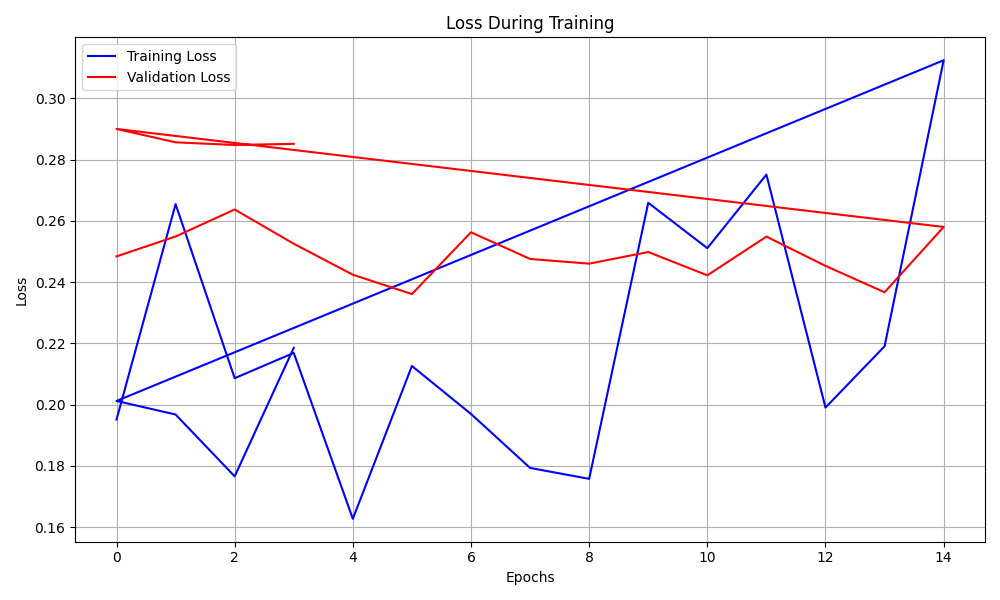 Loss During Training
Training Loss
Validation Loss
0.30
0.28
0.26
0.24
0.22
0.20
0.18
0.16
Loss
0 2 4 6 8 10 12 14
Epochs